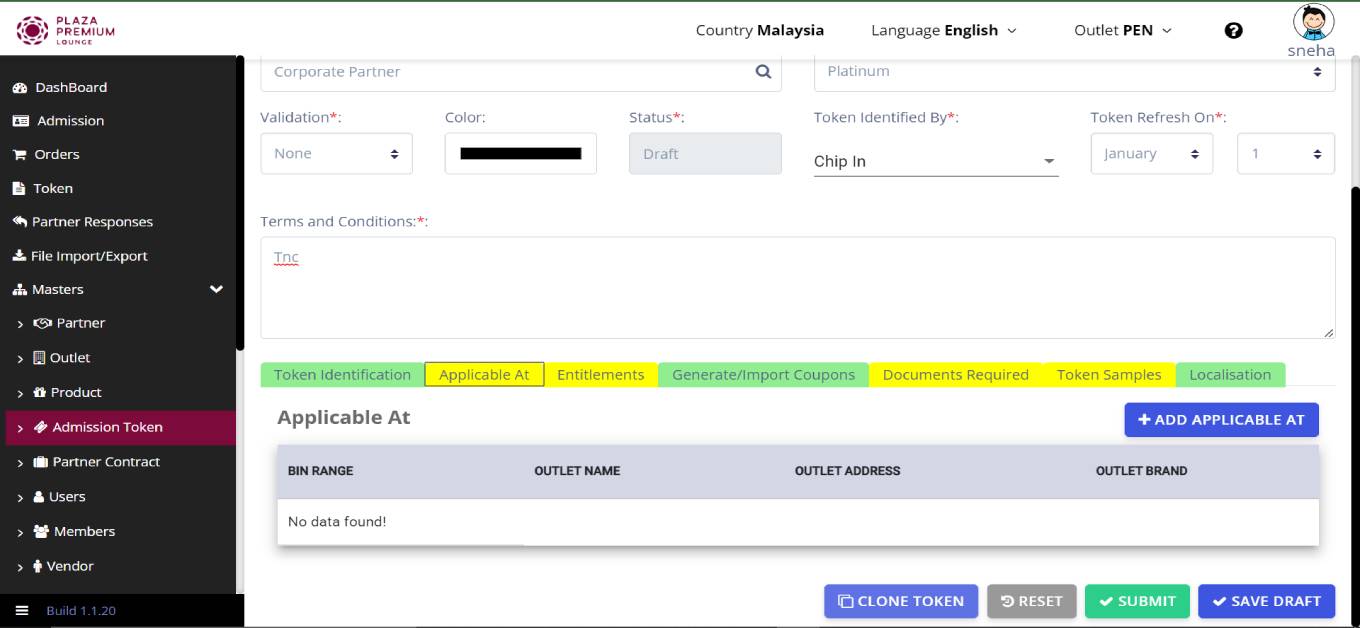 PLAZA
PREMIUM
LOUNGE
Country Malaysia
Language English
Outlet PEN
sneha
DashBoard
Admission
Orders
Token
Partner Responses
File Import/Export
Masters
Partner
Outlet
Product
Admission Token
Partner Contract
Users
Members
Vendor
Build 1.1.20
Corporate Partner
Platinum
Validation*:
Color:
Status*:
Token Identified By*:
Token Refresh On*:
None
Draft
Chip In
January
1
Terms and Conditions:*:
Tnc
Token Identification
Applicable At
Entitlements
Generate/Import Coupons
Documents Required
Token Samples
Localisation
Applicable At
ADD APPLICABLE AT
BIN RANGE
OUTLET NAME
OUTLET ADDRESS
OUTLET BRAND
No data found!
CLONE TOKEN
RESET
SUBMIT
SAVE DRAFT